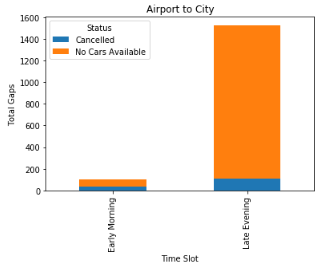 Airport to City
Status
Cancelled
No Cars Available
Total Gaps
1600
1400
1200
1000
800
600
400
200
0
Early Morning
Late Evening
Time Slot